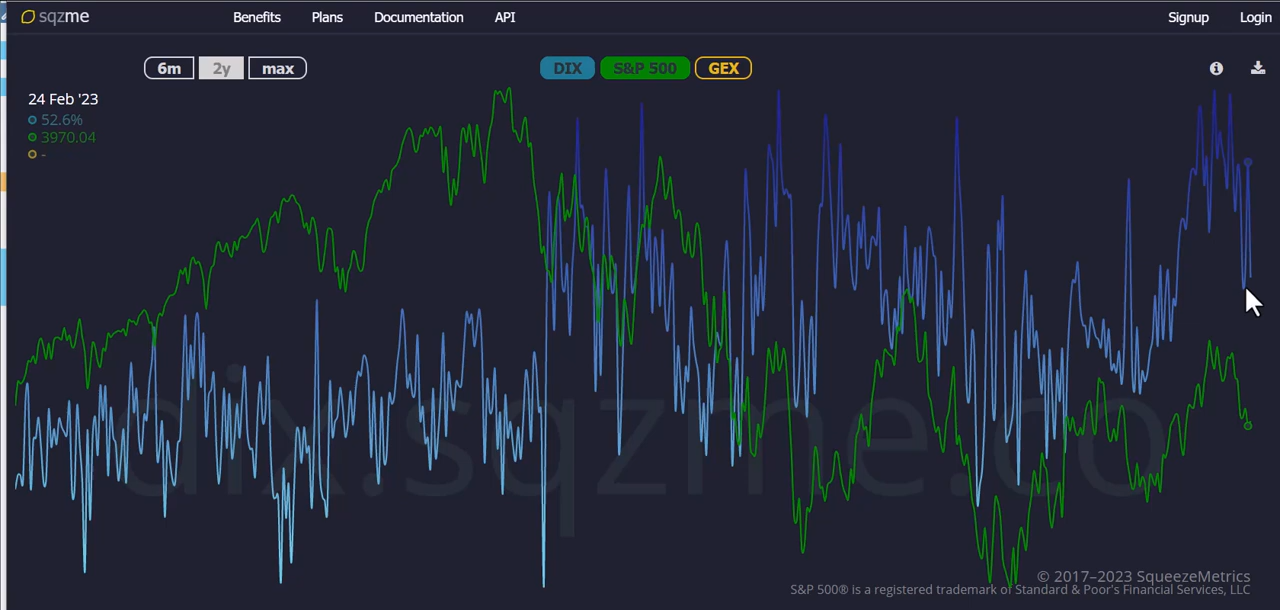 sqzme Benefits Plans Documentation API Signup Login
6m 2y max DIX S&P 500 GEX
24 Feb '23
52.6%
3970.04
-
dix.sqzme.co
© 2017–2023 SqueezeMetrics
S&P 500® is a registered trademark of Standard & Poor's Financial Services, LLC